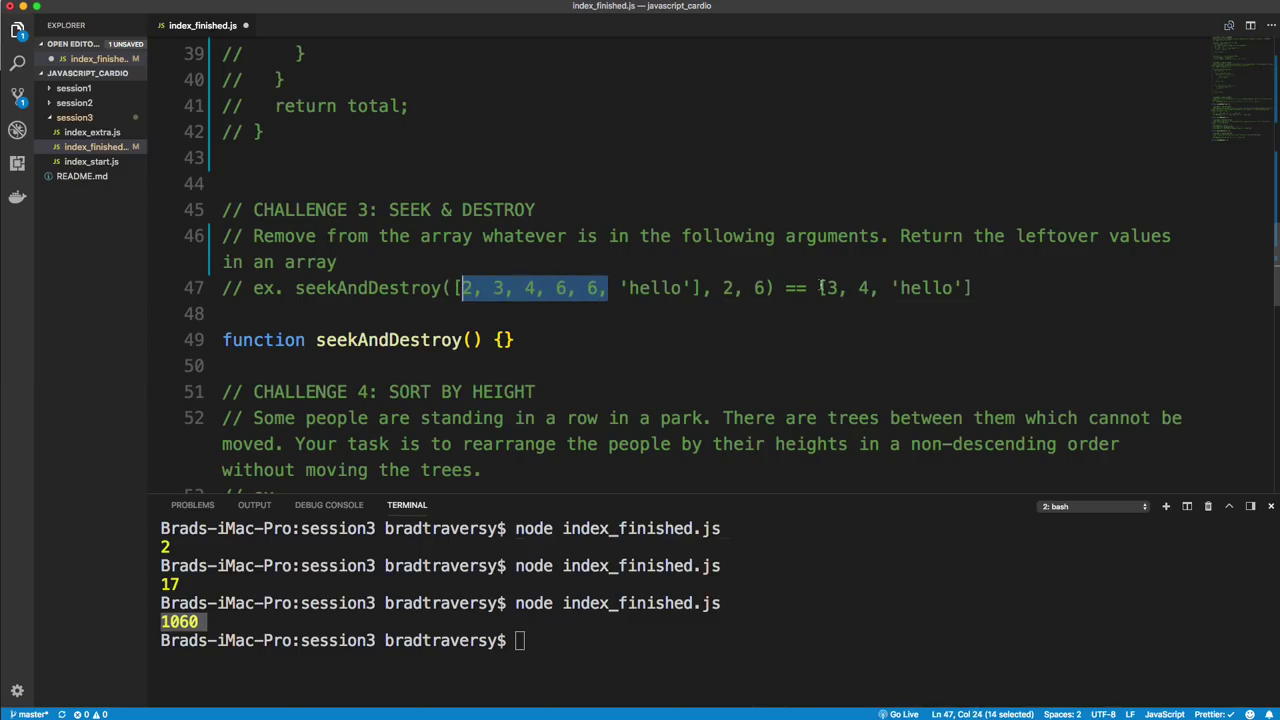 index_finished.js — javascript_cardio
EXPLORER
index_finished.js
OPEN EDITO... 1 UNSAVED
index_finishe... M
JAVASCRIPT_CARDIO
session1
session2
session3
index_extra.js
index_finished... M
index_start.js
README.md
39 // }
40 // }
41 // return total;
42 // }
43
44
45 // CHALLENGE 3: SEEK & DESTROY
46 // Remove from the array whatever is in the following arguments. Return the leftover values
in an array
47 // ex. seekAndDestroy([2, 3, 4, 6, 6, 'hello'], 2, 6) == [3, 4, 'hello']
48
49 function seekAndDestroy() {}
50
51 // CHALLENGE 4: SORT BY HEIGHT
52 // Some people are standing in a row in a park. There are trees between them which cannot be
moved. Your task is to rearrange the people by their heights in a non-descending order
without moving the trees.
PROBLEMS OUTPUT DEBUG CONSOLE TERMINAL 2: bash
Brads-iMac-Pro:session3 bradtraversy$ node index_finished.js
2
Brads-iMac-Pro:session3 bradtraversy$ node index_finished.js
17
Brads-iMac-Pro:session3 bradtraversy$ node index_finished.js
1060
Brads-iMac-Pro:session3 bradtraversy$
master* 0 0 Go Live Ln 47, Col 24 (14 selected) Spaces: 2 UTF-8 LF JavaScript Prettier: ✓